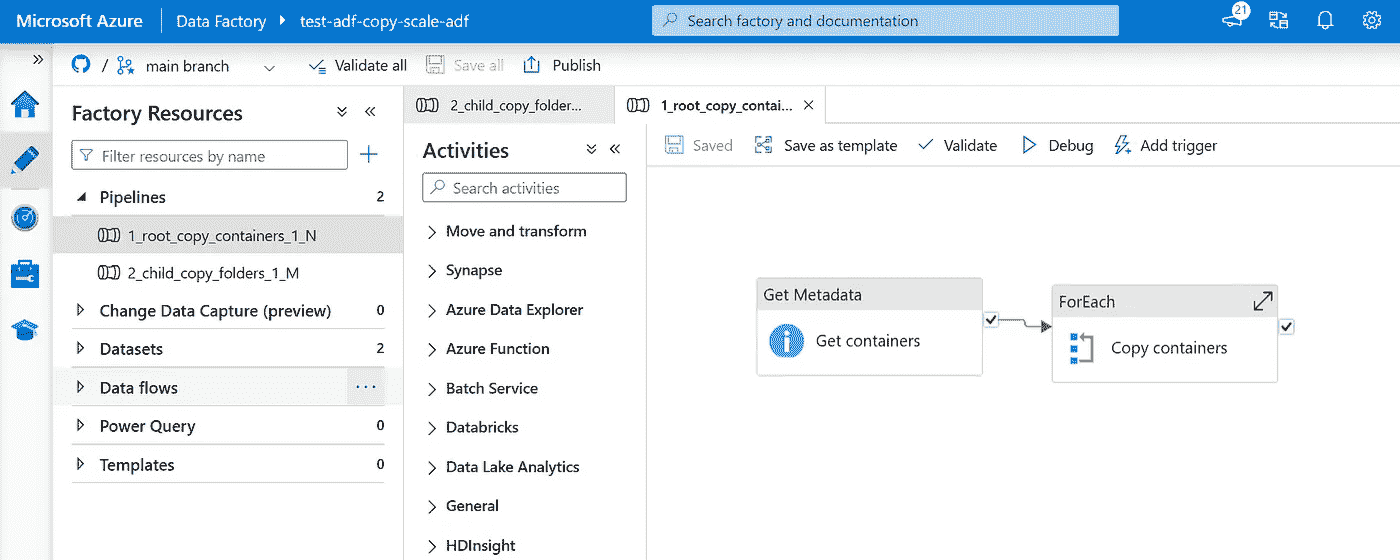 Microsoft Azure Data Factory test-adf-copy-scale-adf Search factory and documentation 21
/ main branch Validate all Save all Publish
Factory Resources
Filter resources by name
Pipelines 2
1_root_copy_containers_1_N
2_child_copy_folders_1_M
Change Data Capture (preview) 0
Datasets 2
Data flows ...
Power Query 0
Templates 0
2_child_copy_folder... 1_root_copy_contai...
Activities
Search activities
Move and transform
Synapse
Azure Data Explorer
Azure Function
Batch Service
Databricks
Data Lake Analytics
General
HDInsight
Saved Save as template Validate Debug Add trigger
Get Metadata
Get containers
ForEach
Copy containers